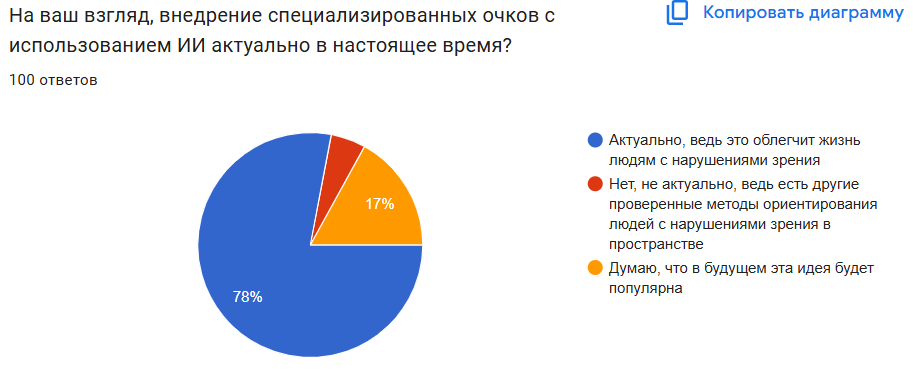 На ваш взгляд, внедрение специализированных очков с
использованием ИИ актуально в настоящее время?
Копировать диаграмму
100 ответов
Актуально, ведь это облегчит жизнь
людям с нарушениями зрения
Нет, не актуально, ведь есть другие
проверенные методы ориентирования
людей с нарушениями зрения в
пространстве
Думаю, что в будущем эта идея будет
популярна
17%
78%